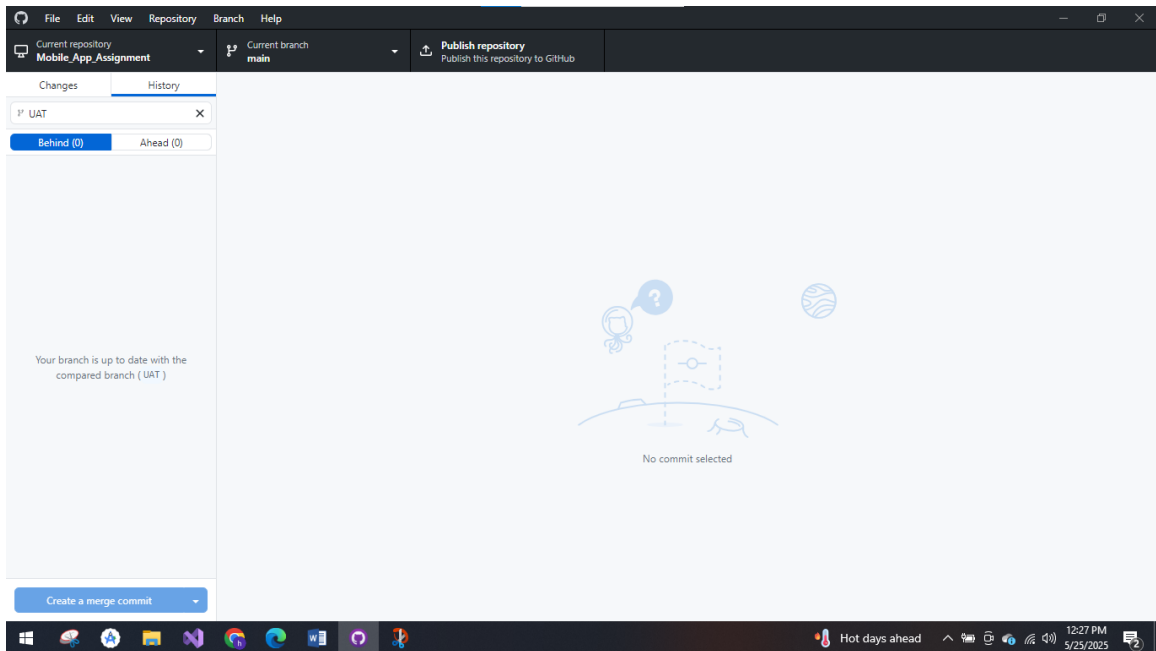 File Edit View Repository Branch Help
Current repository
Mobile_App_Assignment
Current branch
main
Publish repository
Publish this repository to GitHub
Changes History
UAT
Behind (0) Ahead (0)
?
Your branch is up to date with the
compared branch ( UAT )
No commit selected
Create a merge commit
Hot days ahead
12:27 PM
5/25/2025
2